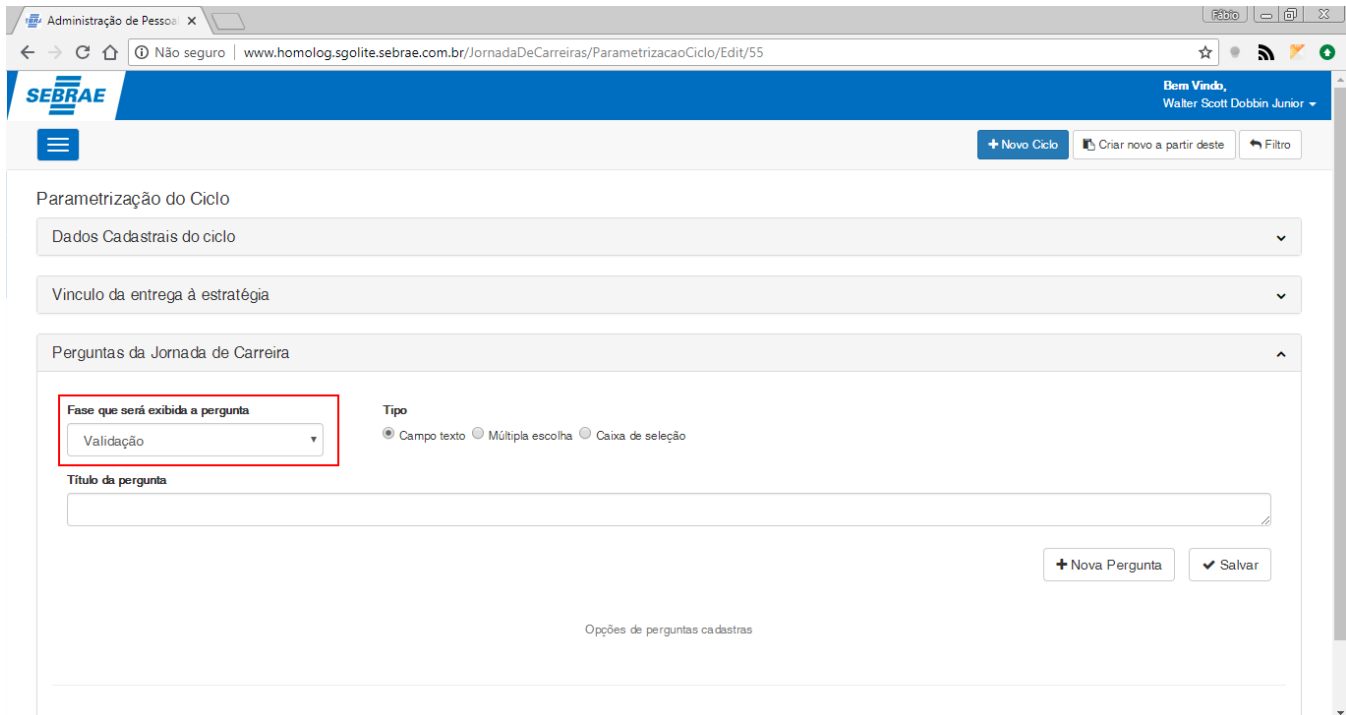 Administração de Pessoal
Fábio
Não seguro | www.homolog.sgolite.sebrae.com.br/JornadaDeCarreiras/ParametrizacaoCiclo/Edit/55
SEBRAE
Bem Vindo,
Walter Scott Dobbin Junior
+ Novo Ciclo
Criar novo a partir deste
Filtro
Parametrização do Ciclo
Dados Cadastrais do ciclo
Vinculo da entrega à estratégia
Perguntas da Jornada de Carreira
Fase que será exibida a pergunta
Tipo
Validação
Campo texto Múltipla escolha Caixa de seleção
Título da pergunta
+ Nova Pergunta
Salvar
Opções de perguntas cadastras